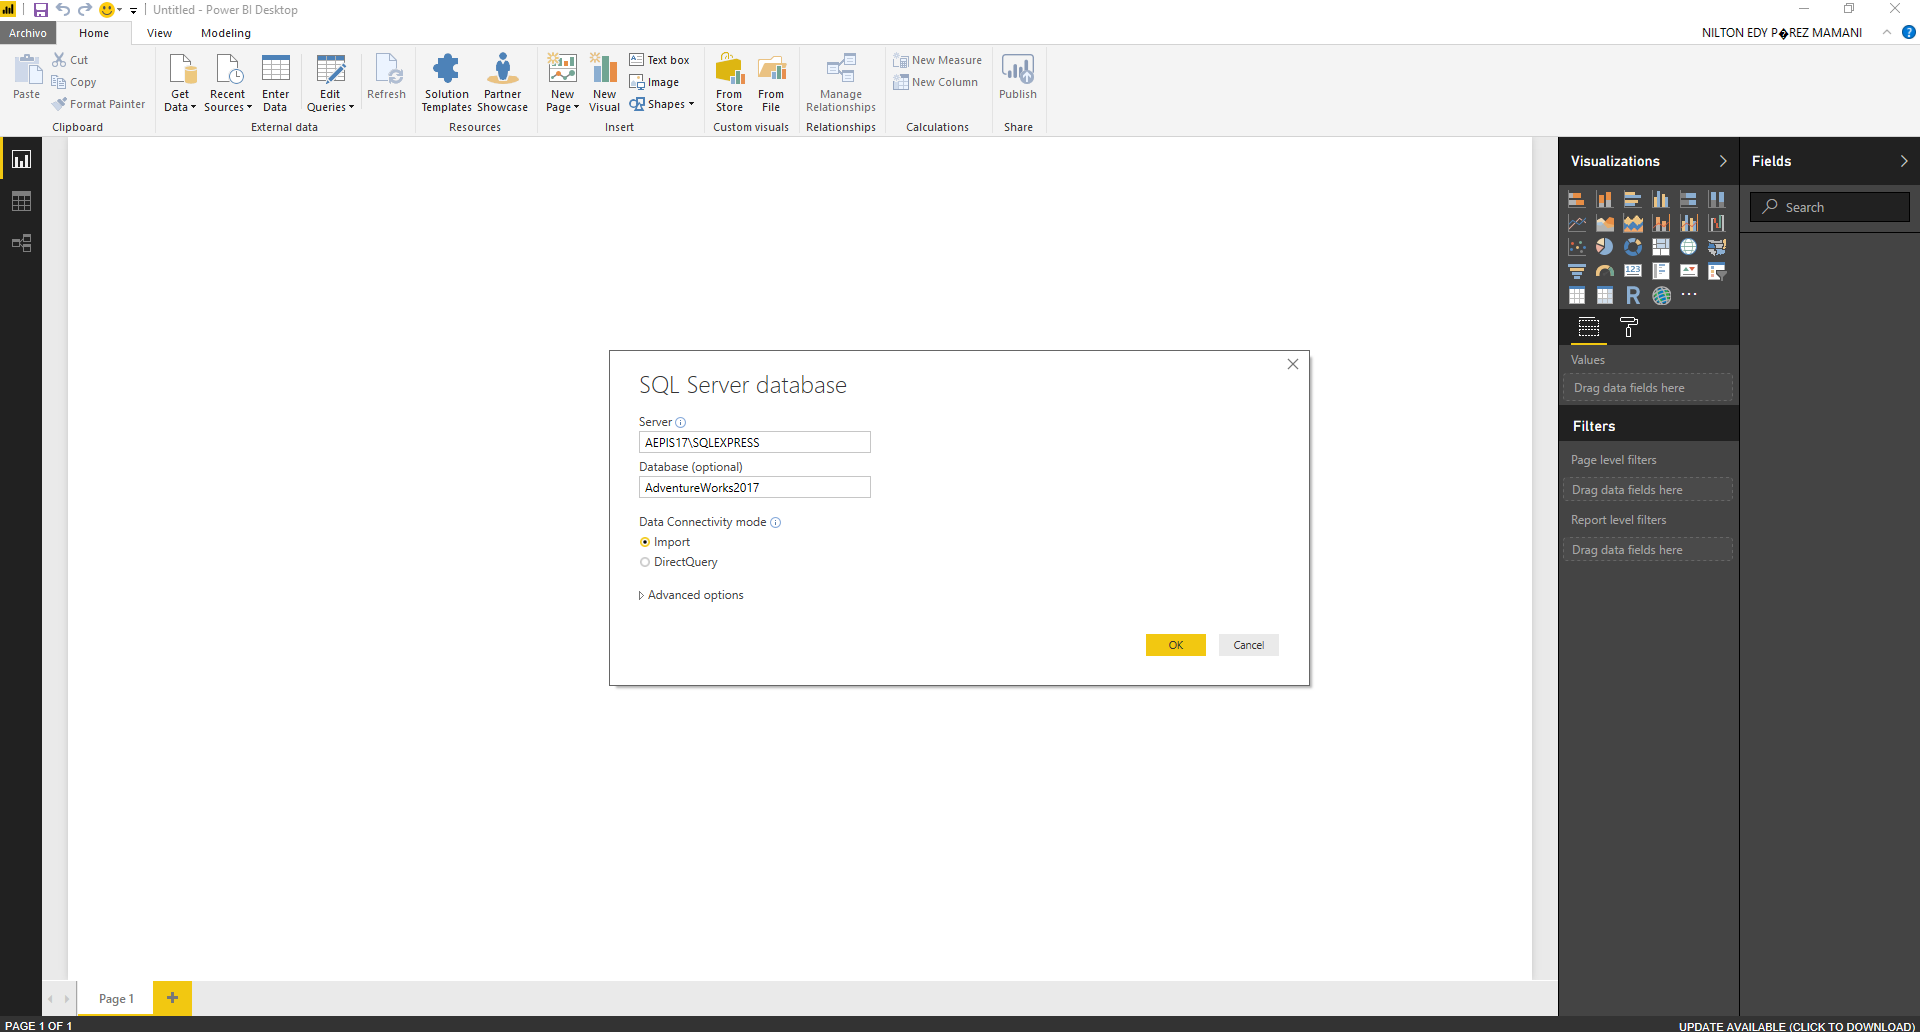 Untitled - Power BI Desktop
Archivo Home View Modeling
NILTON EDY P�REZ MAMANI
Paste
Cut
Copy
Format Painter
Clipboard
Get Data
Recent Sources
Enter Data
Edit Queries
Refresh
External data
Solution Templates
Partner Showcase
Resources
New Page
New Visual
Text box
Image
Shapes
Insert
From Store
From File
Custom visuals
Manage Relationships
Relationships
New Measure
New Column
Calculations
Publish
Share
SQL Server database
Server
AEPIS17\SQLEXPRESS
Database (optional)
AdventureWorks2017
Data Connectivity mode
Import
DirectQuery
Advanced options
OK Cancel
Visualizations
123
R
Values
Drag data fields here
Filters
Page level filters
Drag data fields here
Report level filters
Drag data fields here
Fields
Search
Page 1
PAGE 1 OF 1
UPDATE AVAILABLE (CLICK TO DOWNLOAD)